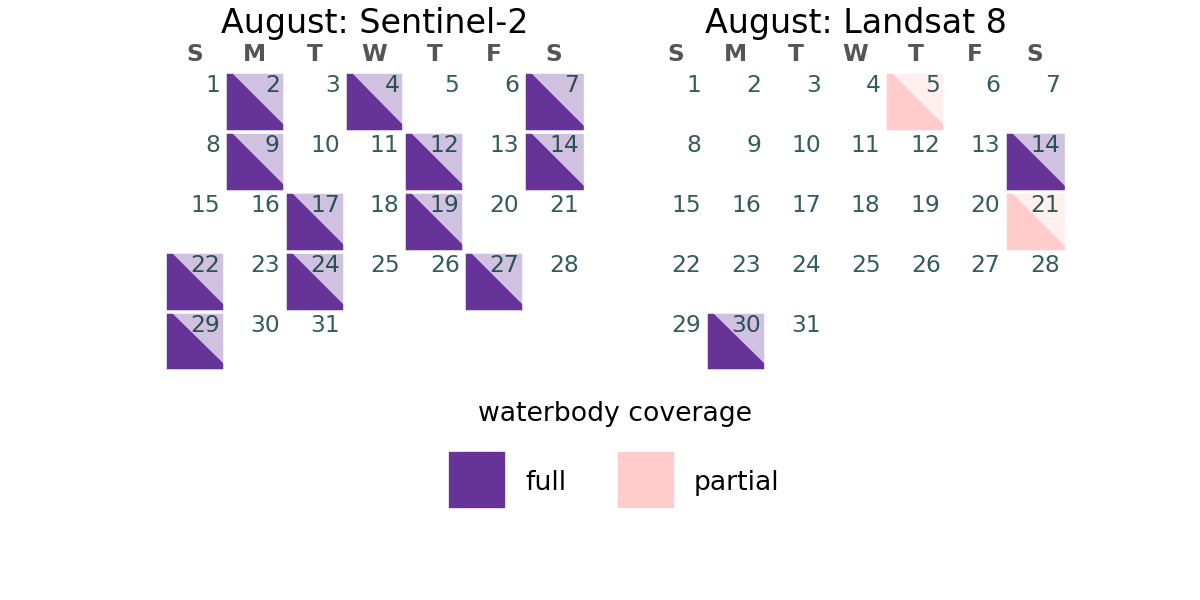 August: Sentinel-2
S M T W T F S
1 2 3 4 5 6 7
8 9 10 11 12 13 14
15 16 17 18 19 20 21
22 23 24 25 26 27 28
29 30 31
August: Landsat 8
S M T W T F S
1 2 3 4 5 6 7
8 9 10 11 12 13 14
15 16 17 18 19 20 21
22 23 24 25 26 27 28
29 30 31
waterbody coverage
full partial